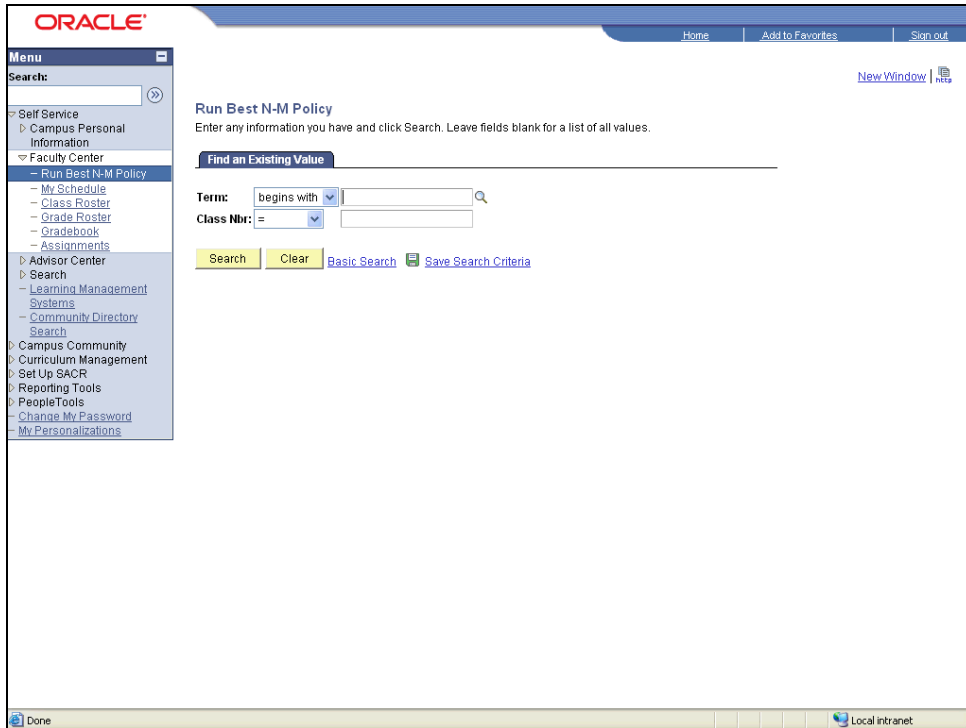 ORACLE
Home
Add to Favorites
Sign out
Menu
Search:
Self Service
Campus Personal
Information
Faculty Center
Run Best N-M Policy
My Schedule
Class Roster
Grade Roster
Gradebook
Assignments
Advisor Center
Search
Learning Management
Systems
Community Directory
Search
Campus Community
Curriculum Management
Set Up SACR
Reporting Tools
PeopleTools
Change My Password
My Personalizations
New Window
http
Run Best N-M Policy
Enter any information you have and click Search. Leave fields blank for a list of all values.
Find an Existing Value
Term: begins with
Class Nbr: =
Search Clear Basic Search Save Search Criteria
Done
Local intranet